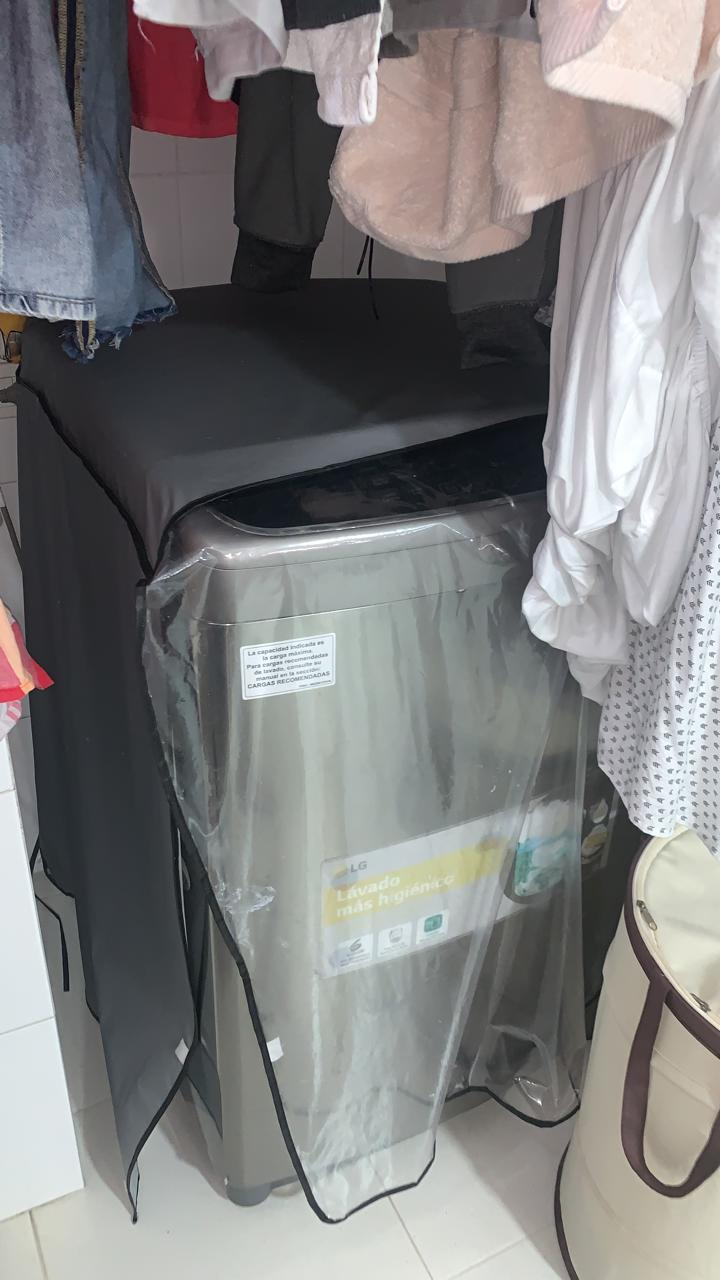 La capacidad indicada es
la carga máxima.
Para cargas recomendadas
de lavado, consulte su
manual en la sección:
CARGAS RECOMENDADAS
LG
Lavado
más higiénico